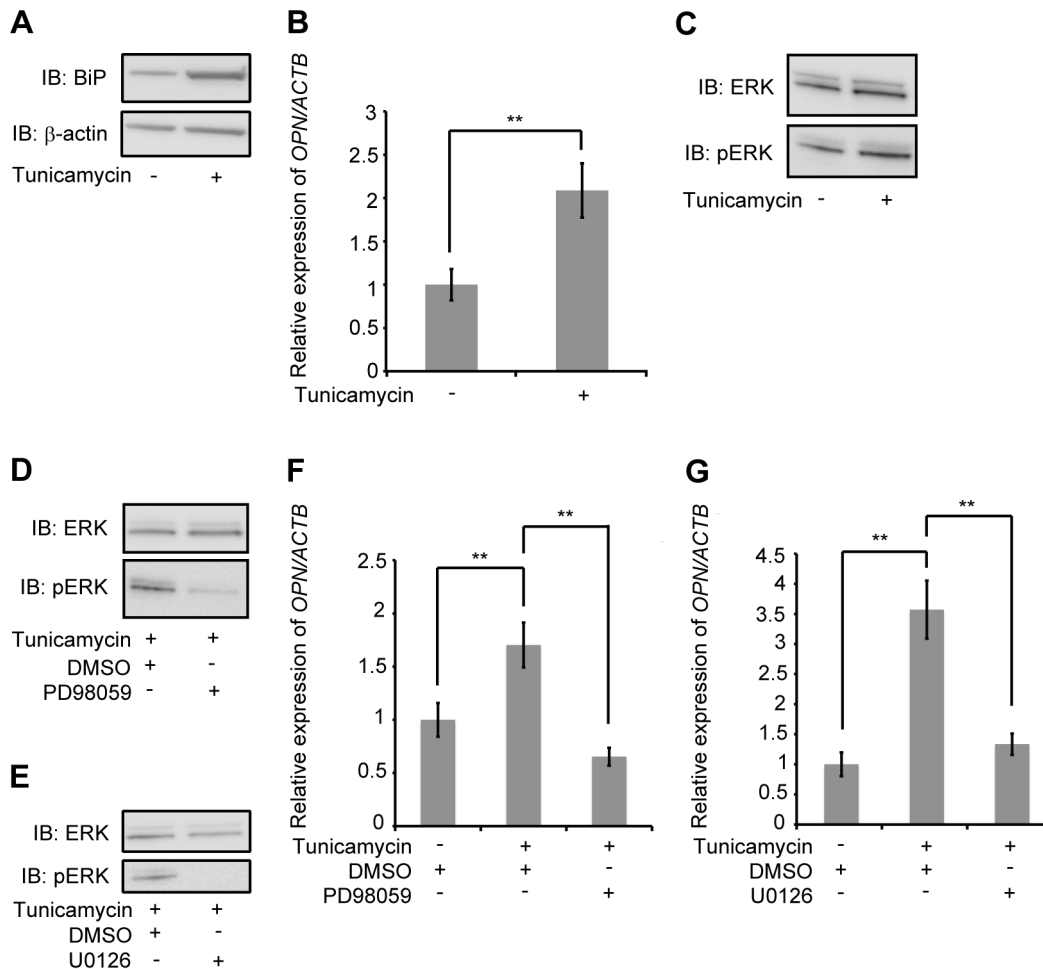 A
IB: BiP
IB: β-actin
Tunicamycin - +
B
Relative expression of OPN/ACTB
3
2.5
2
1.5
1
0.5
0
**
Tunicamycin - +
C
IB: ERK
IB: pERK
Tunicamycin - +
D
IB: ERK
IB: pERK
Tunicamycin + +
DMSO + -
PD98059 - +
E
IB: ERK
IB: pERK
Tunicamycin + +
DMSO + -
U0126 - +
F
Relative expression of OPN/ACTB
2.5
2
1.5
1
0.5
0
**
**
Tunicamycin - + +
DMSO + + -
PD98059 - - +
G
Relative expression of OPN/ACTB
4.5
4
3.5
3
2.5
2
1.5
1
0.5
0
**
**
Tunicamycin - + +
DMSO + + -
U0126 - - +